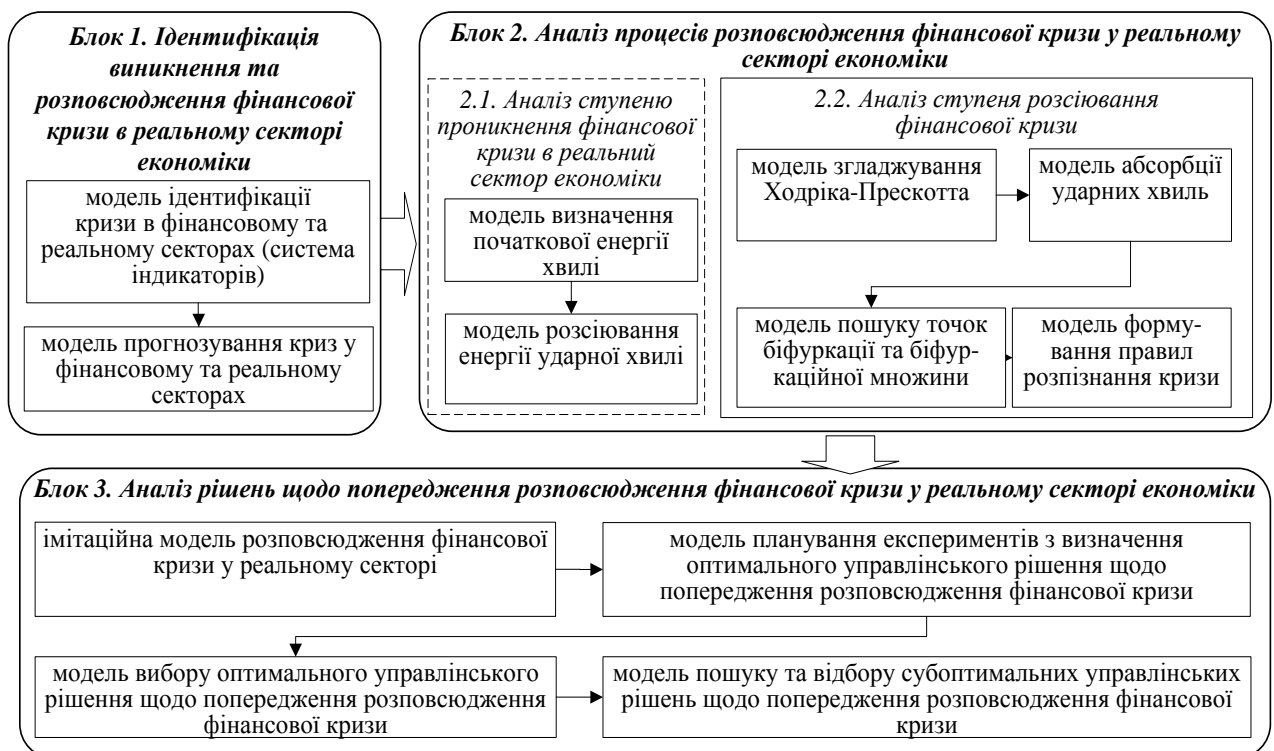 Блок 1. Ідентифікація
виникнення та
розповсюдження фінансової
кризи в реальному секторі
економіки
модель ідентифікації
кризи в фінансовому та
реальному секторах (система
індикаторів)
модель прогнозування криз у
фінансовому та реальному
секторах
Блок 2. Аналіз процесів розповсюдження фінансової кризи у реальному
секторі економіки
2.1. Аналіз ступеню
проникнення фінансової
кризи в реальний
сектор економіки
модель визначення
початкової енергії
хвилі
модель розсіювання
енергії ударної хвилі
2.2. Аналіз ступеня розсіювання
фінансової кризи
модель згладжування
Ходріка-Прескотта
модель абсорбції
ударних хвиль
модель пошуку точок
біфуркації та біфур-
каційної множини
модель форму-
вання правил
розпізнання кризи
Блок 3. Аналіз рішень щодо попередження розповсюдження фінансової кризи у реальному секторі економіки
імітаційна модель розповсюдження фінансової
кризи у реальному секторі
модель планування експериментів з визначення
оптимального управлінського рішення щодо
попередження розповсюдження фінансової кризи
модель вибору оптимального управлінського
рішення щодо попередження розповсюдження
фінансової кризи
модель пошуку та відбору субоптимальних управлінських
рішень щодо попередження розповсюдження фінансової
кризи